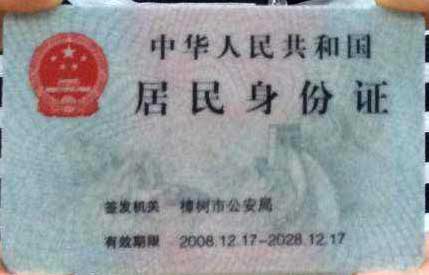 中华人民共和国
居民身份证
签发机关 樟树市公安局
有效期限 2008.12.17-2028.12.17